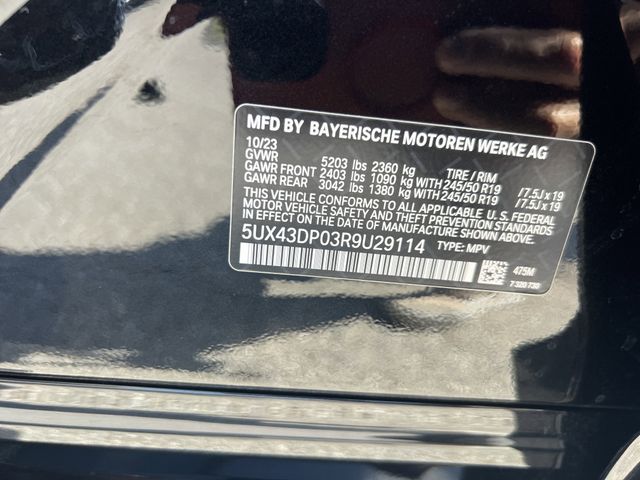 MFD BY BAYERISCHE MOTOREN WERKE AG
10/23
GVWR 5203 lbs 2360 kg TIRE / RIM
GAWR FRONT 2403 lbs 1090 kg WITH 245/50 R19 /7.5J x 19
GAWR REAR 3042 lbs 1380 kg WITH 245/50 R19 /7.5J x 19
THIS VEHICLE CONFORMS TO ALL APPLICABLE U. S. FEDERAL
MOTOR VEHICLE SAFETY AND THEFT PREVENTION STANDARDS
IN EFFECT ON THE DATE OF MANUFACTURE SHOWN ABOVE.
5UX43DP03R9U29114 TYPE: MPV
475M
7 320 730